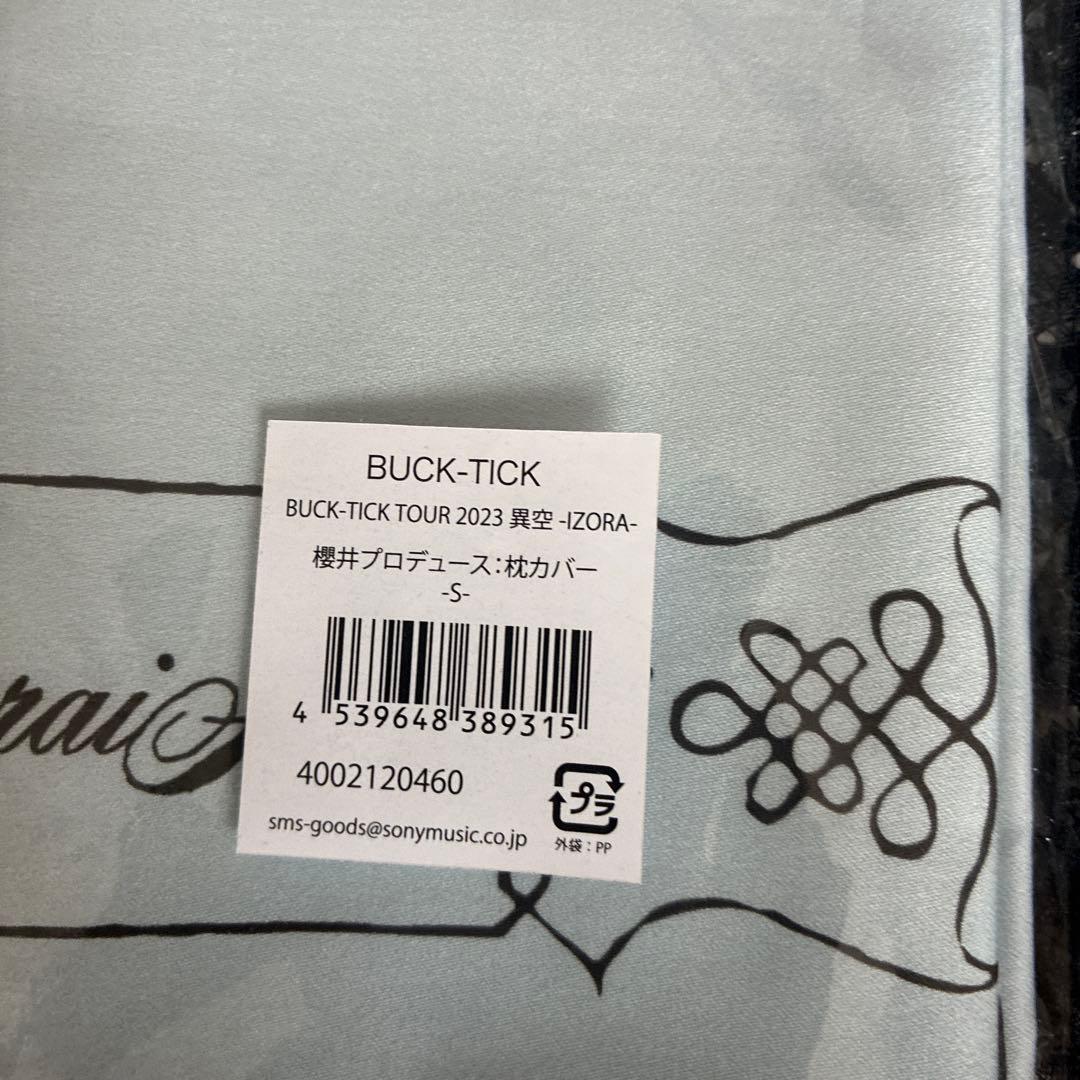 BUCK-TICK
BUCK-TICK TOUR 2023 異空 -IZORA-
櫻井プロデュース：枕カバー
-S-
4 539648 389315
4002120460
プラ
sms-goods@sonymusic.co.jp
外袋：PP